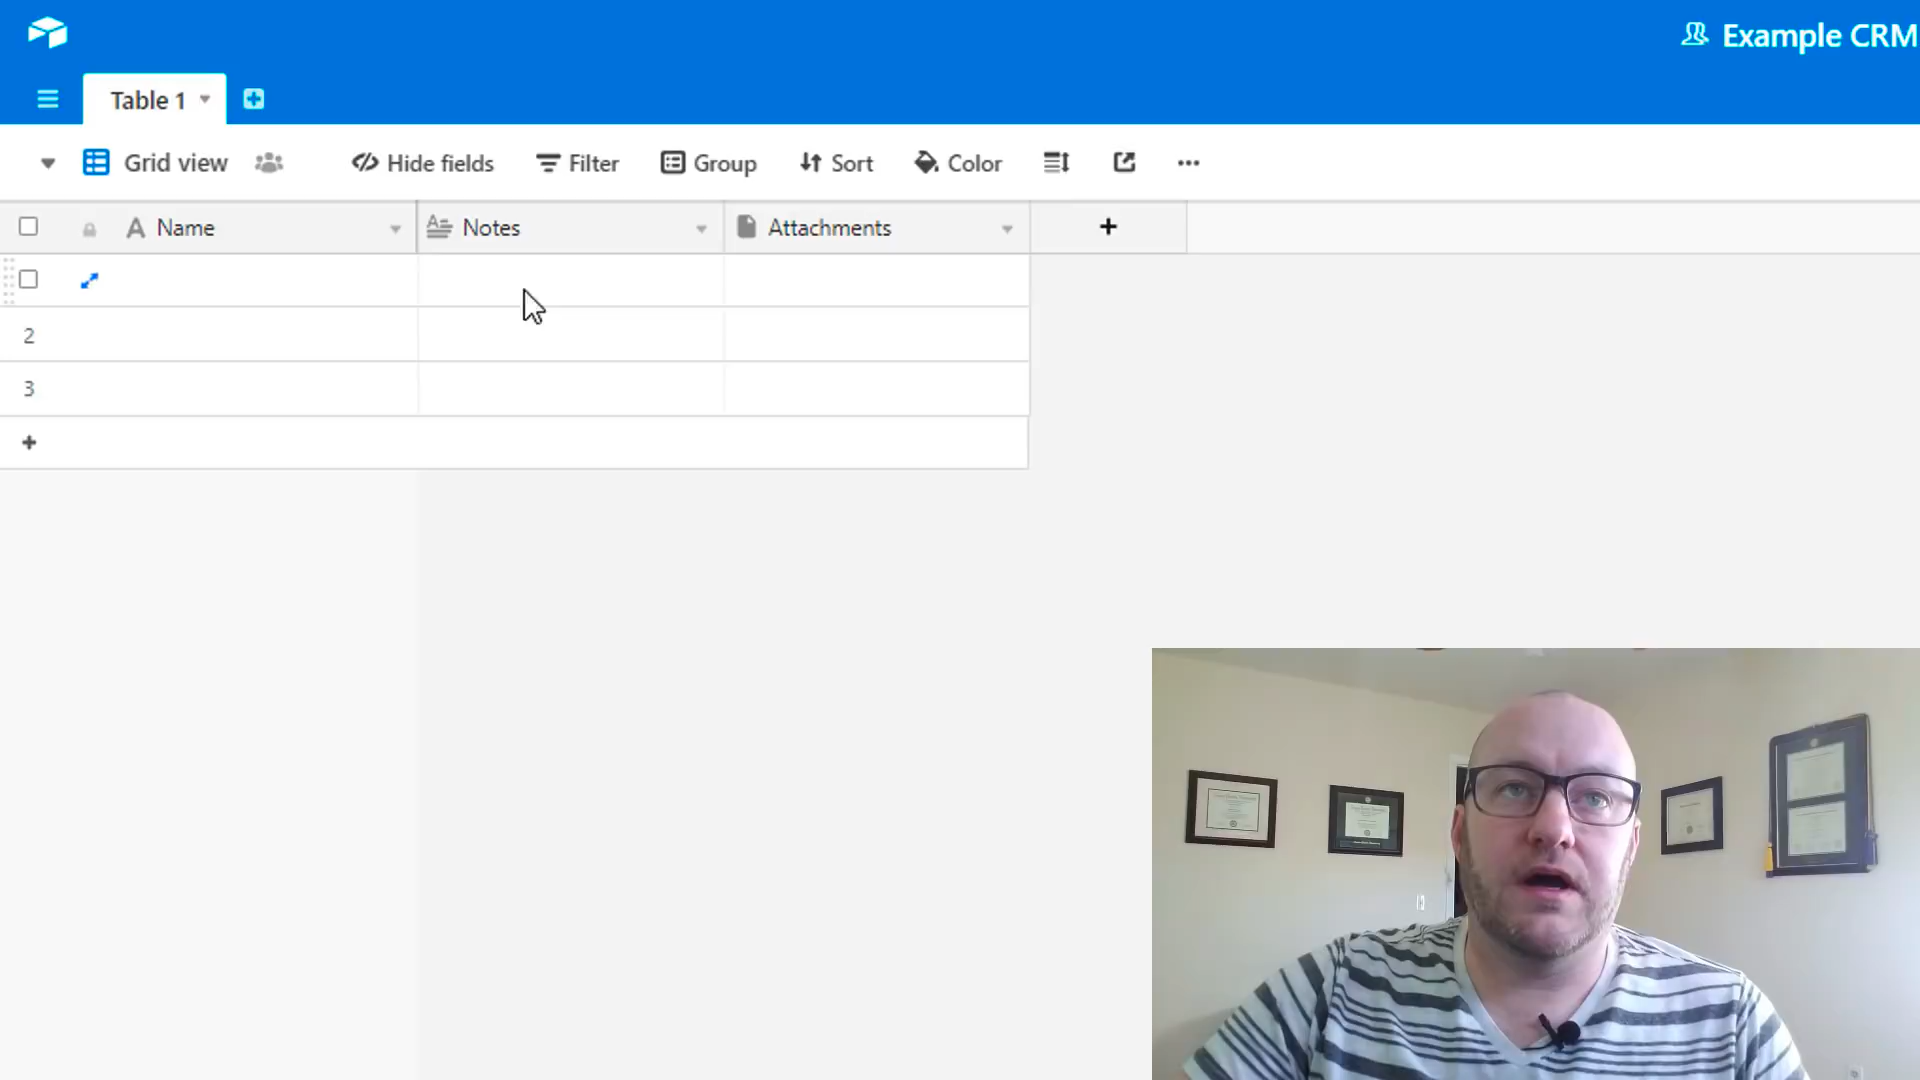 Example CRM
Table 1
Grid view Hide fields Filter Group Sort Color
Name Notes Attachments
2
3